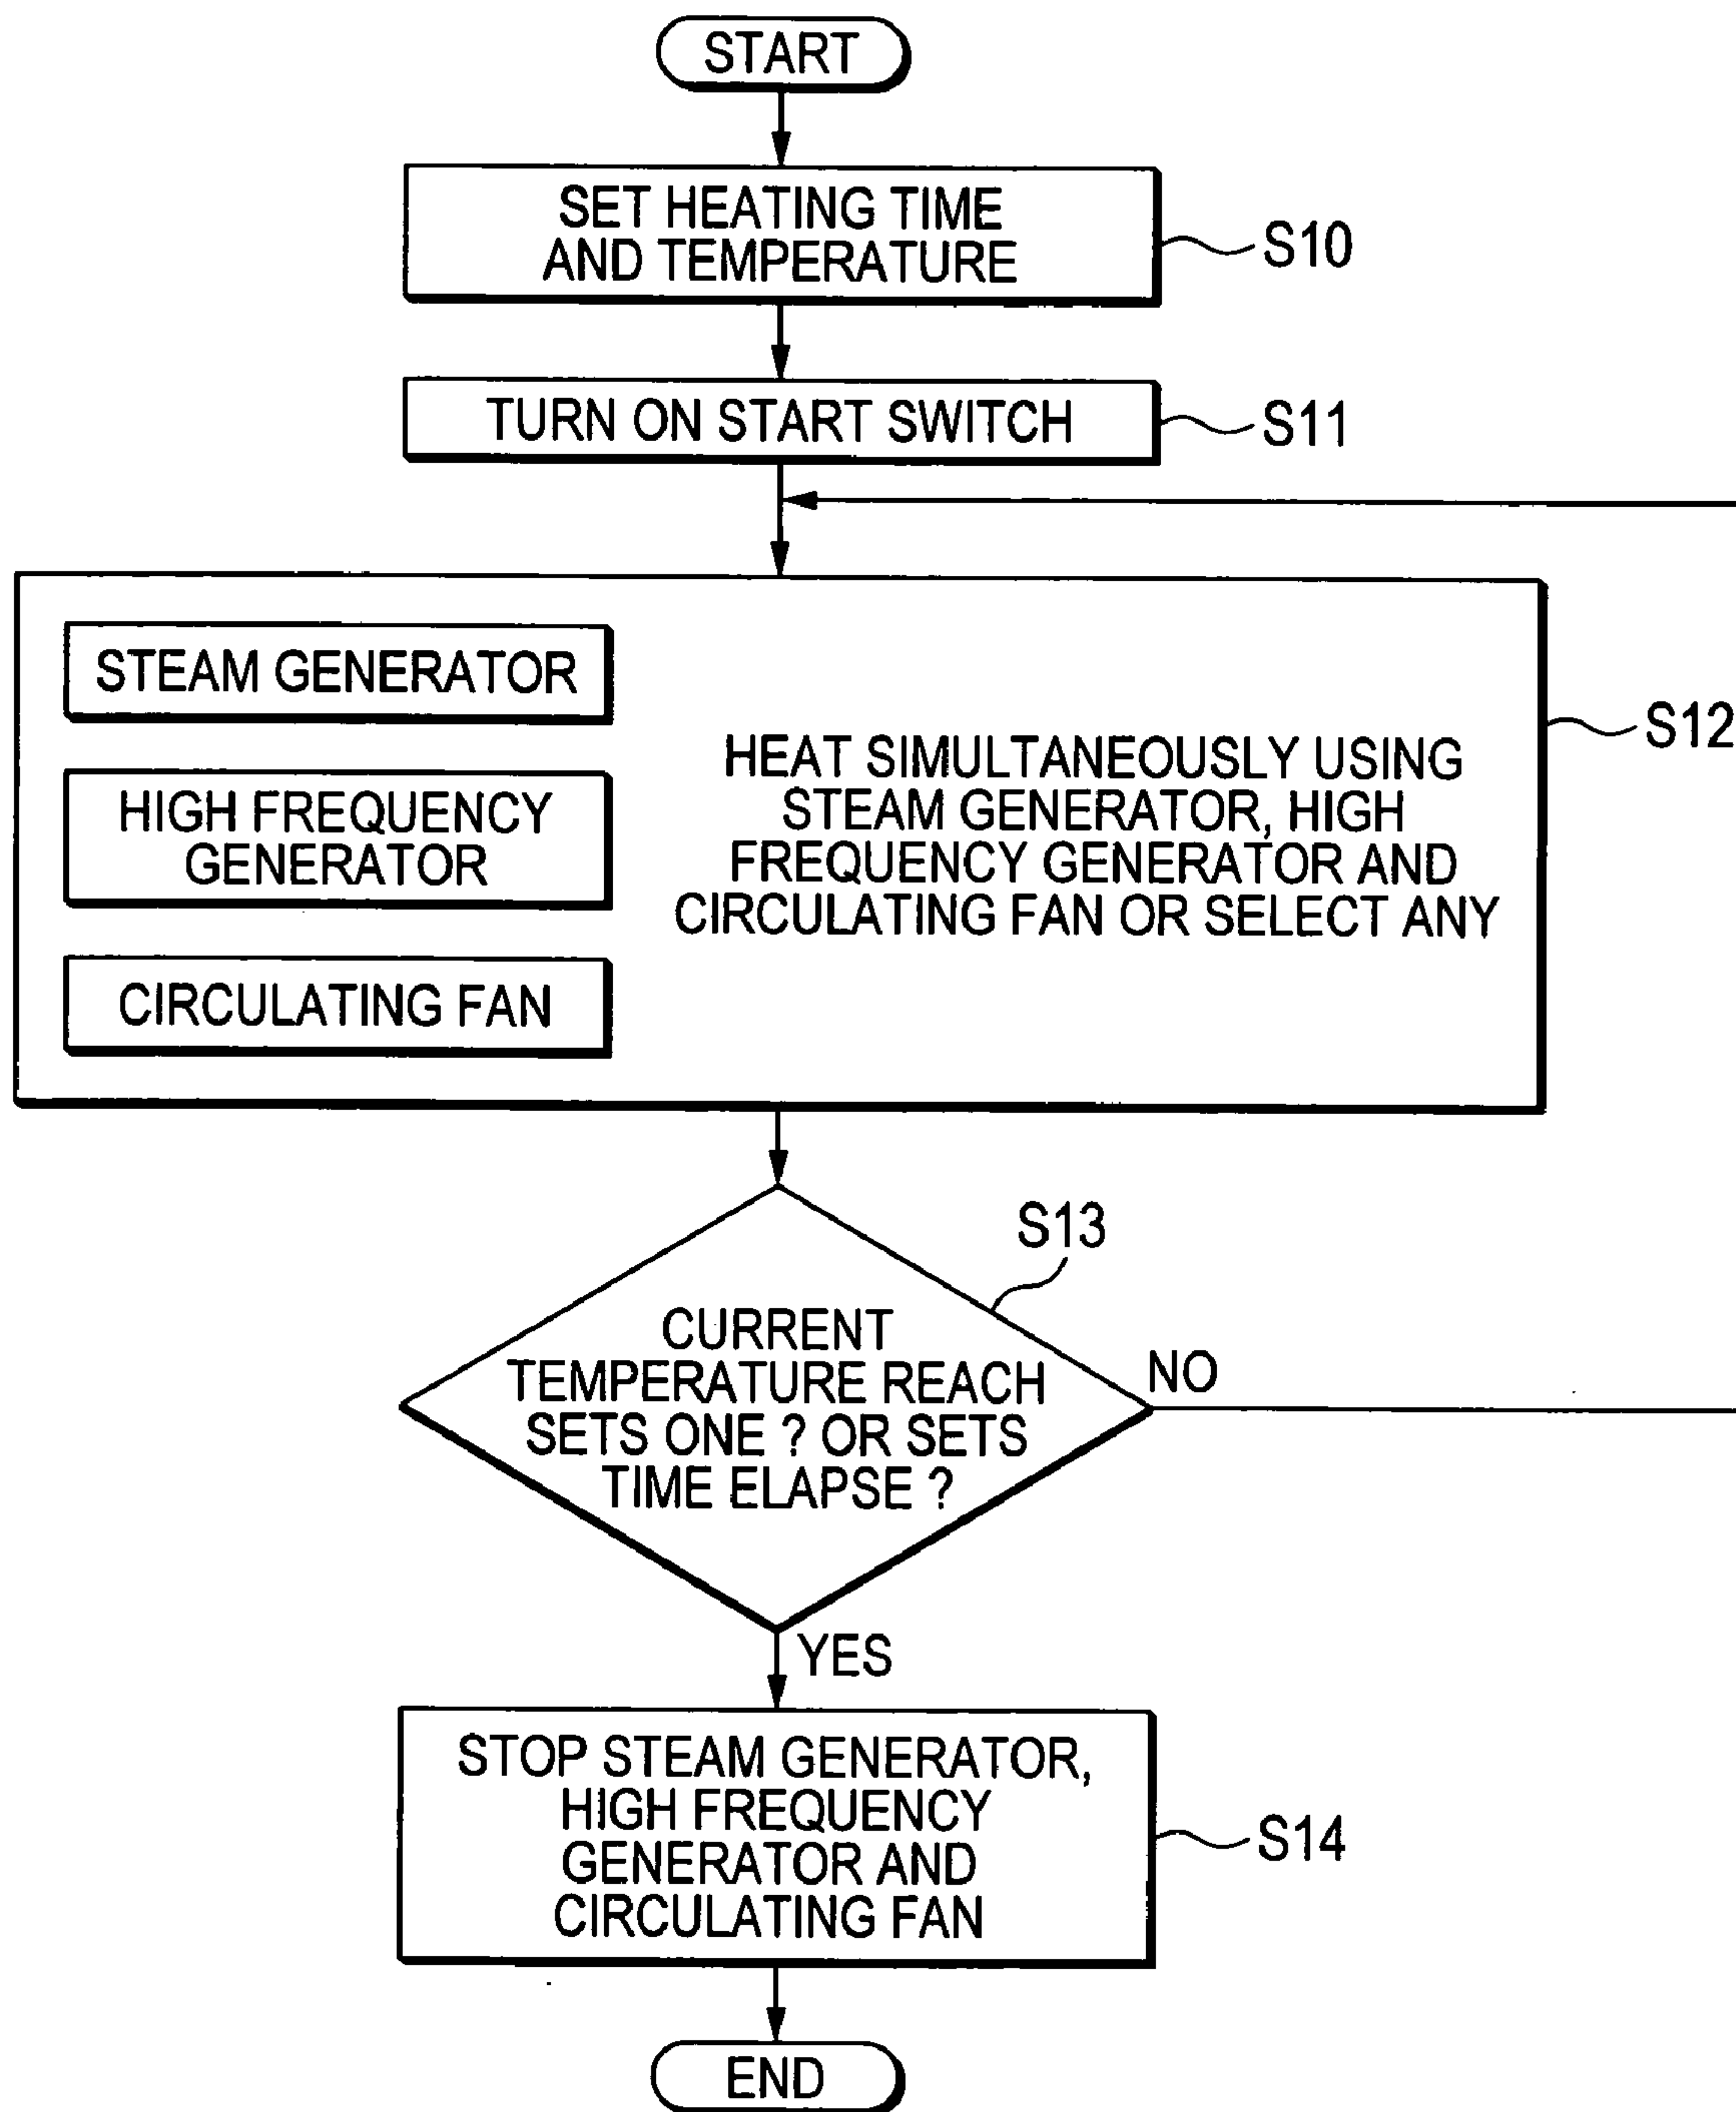 START
SET HEATING TIME
AND TEMPERATURE
S10
TURN ON START SWITCH
S11
STEAM GENERATOR
HIGH FREQUENCY
GENERATOR
CIRCULATING FAN
HEAT SIMULTANEOUSLY USING
STEAM GENERATOR, HIGH
FREQUENCY GENERATOR AND
CIRCULATING FAN OR SELECT ANY
S12
S13
CURRENT
TEMPERATURE REACH
SETS ONE ? OR SETS
TIME ELAPSE ?
NO
YES
STOP STEAM GENERATOR,
HIGH FREQUENCY
GENERATOR AND
CIRCULATING FAN
S14
END